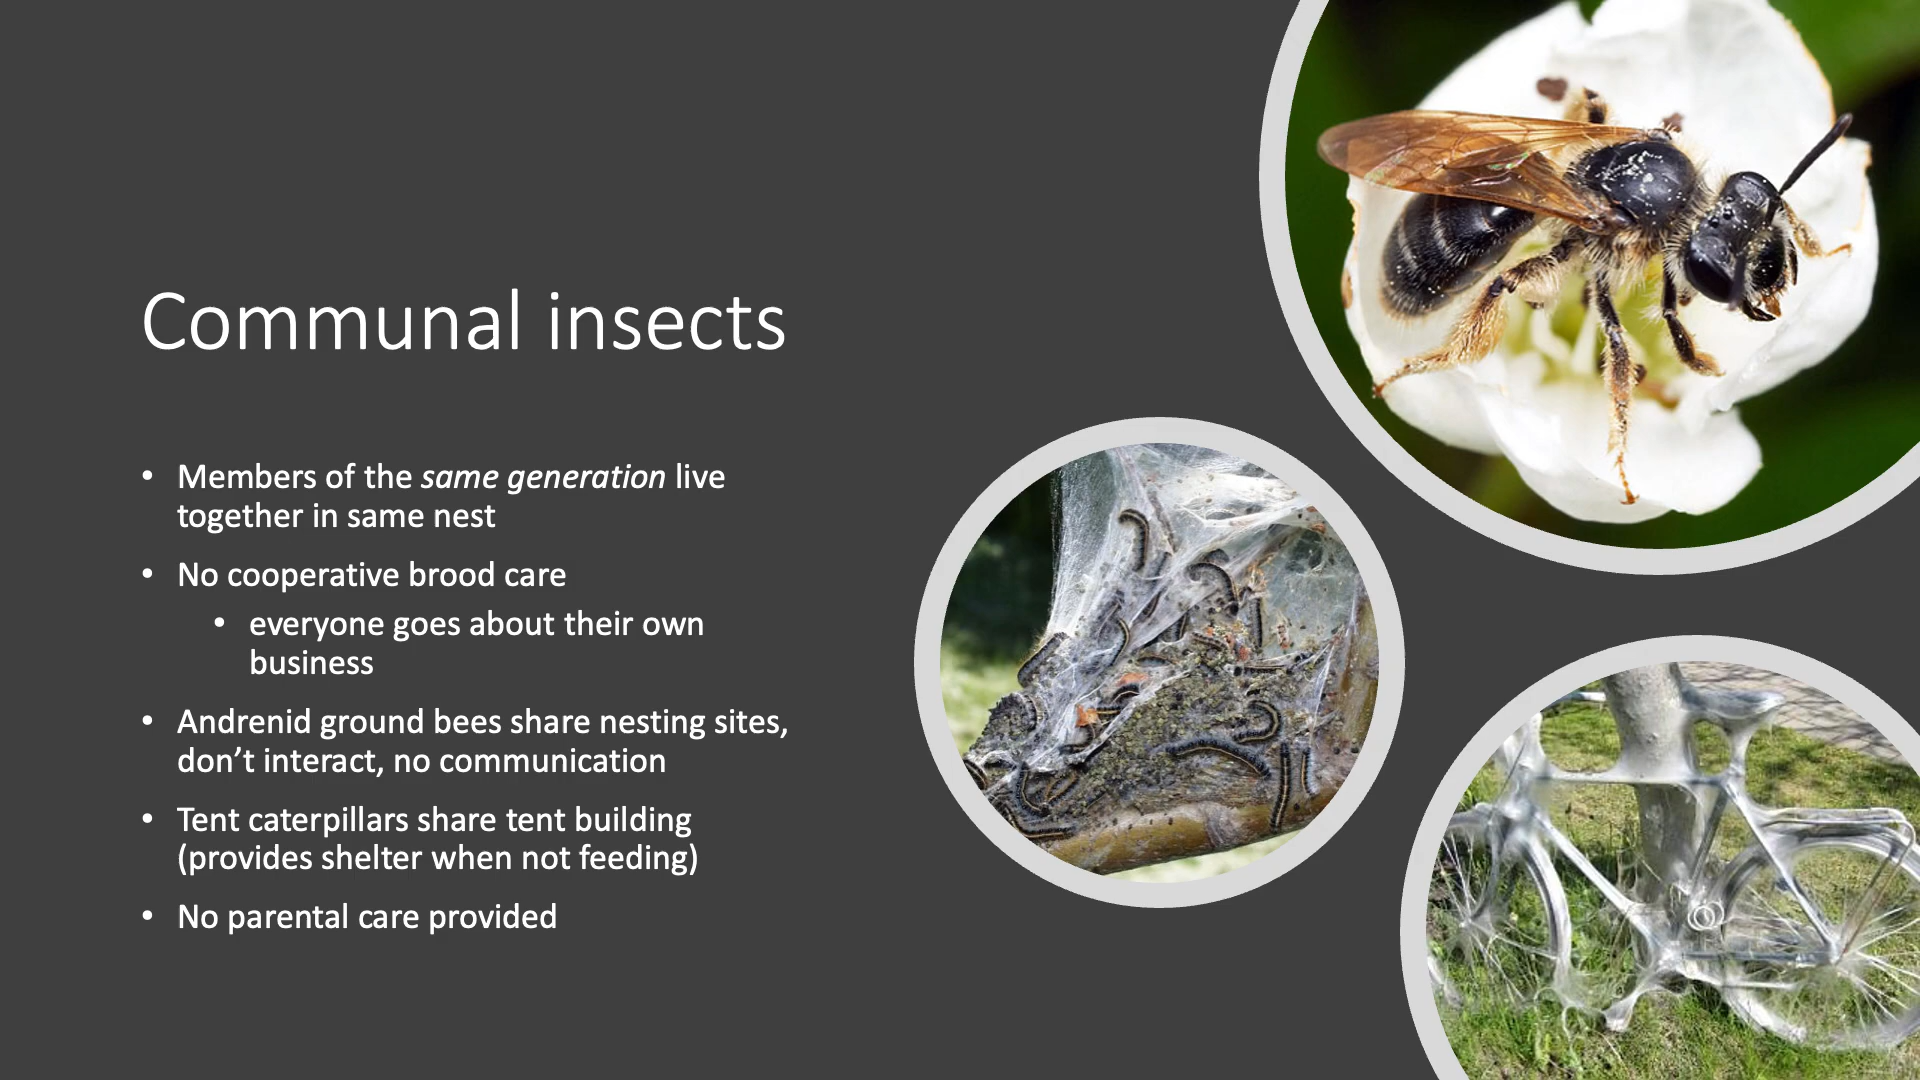 Communal insects
• Members of the same generation live
together in same nest
• No cooperative brood care
• everyone goes about their own
business
• Andrenid ground bees share nesting sites,
don’t interact, no communication
• Tent caterpillars share tent building
(provides shelter when not feeding)
• No parental care provided